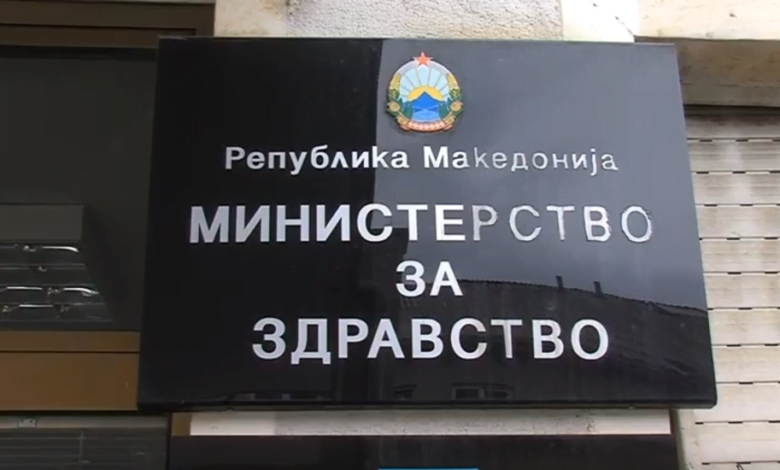 Република Македонија
МИНИСТЕРСТВО
ЗА
ЗДРАВСТВО